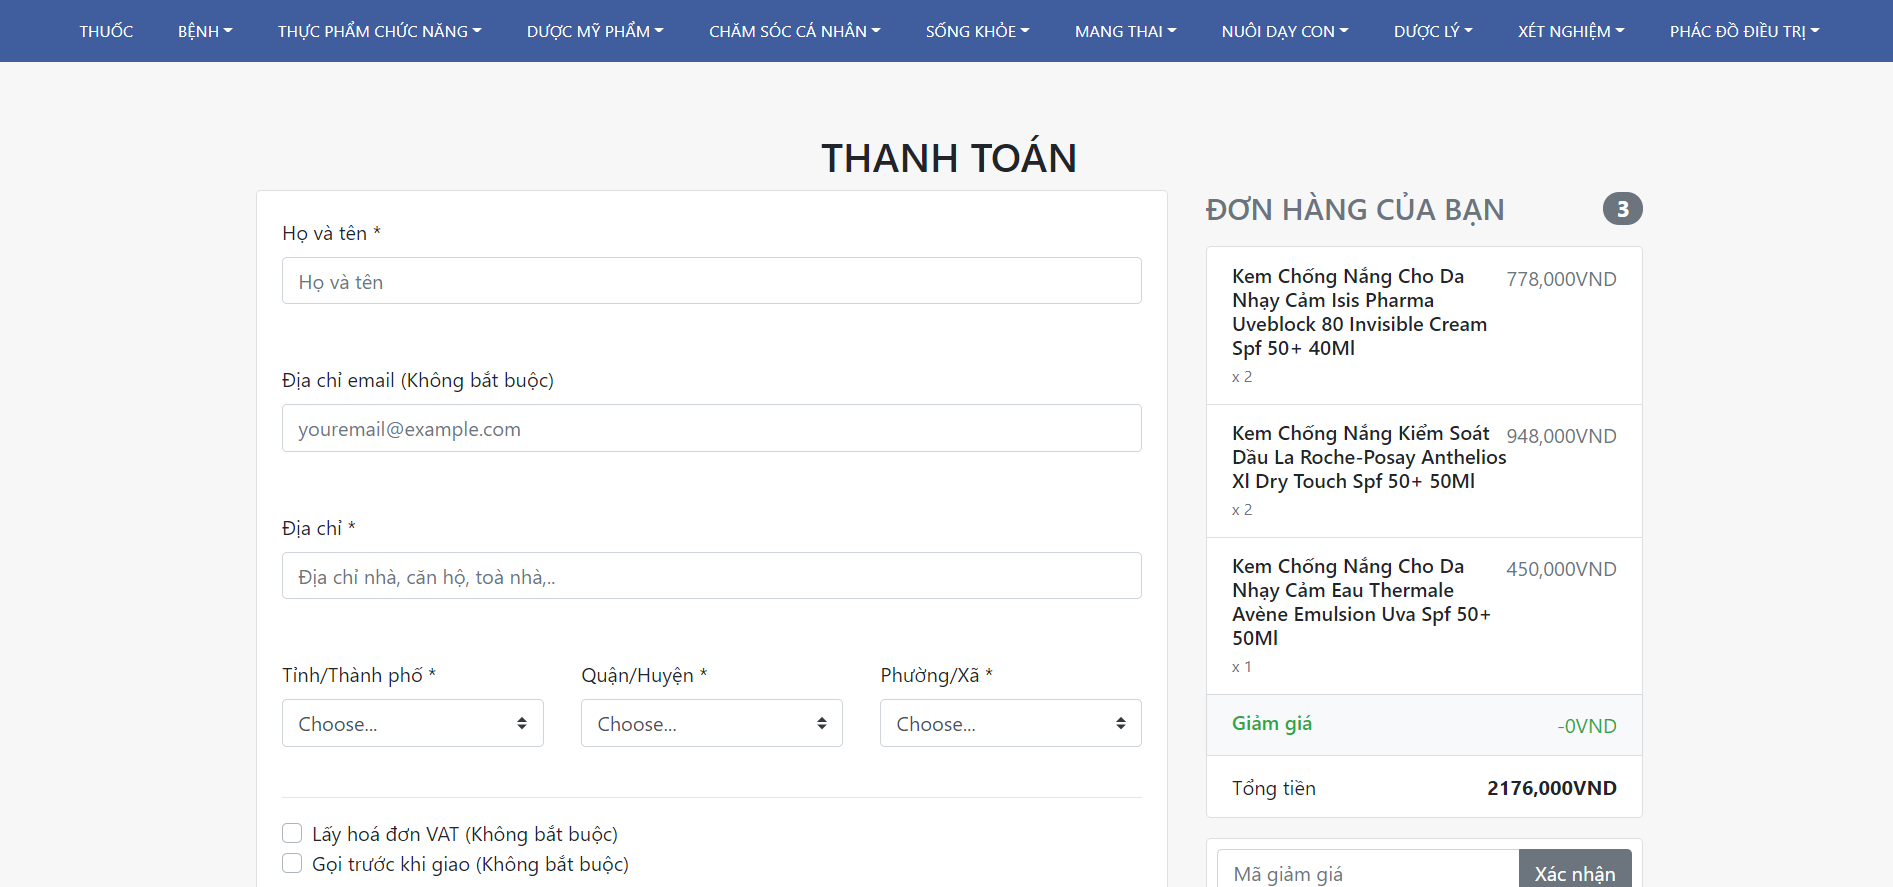 THUỐC BỆNH THỰC PHẨM CHỨC NĂNG DƯỢC MỸ PHẨM CHĂM SÓC CÁ NHÂN SỐNG KHỎE MANG THAI NUÔI DẠY CON DƯỢC LÝ XÉT NGHIỆM PHÁC ĐỒ ĐIỀU TRỊ
THANH TOÁN
Họ và tên *
Họ và tên
Địa chỉ email (Không bắt buộc)
youremail@example.com
Địa chỉ *
Địa chỉ nhà, căn hộ, toà nhà,..
Tỉnh/Thành phố * Quận/Huyện * Phường/Xã *
Choose... Choose... Choose...
Lấy hoá đơn VAT (Không bắt buộc)
Gọi trước khi giao (Không bắt buộc)
ĐƠN HÀNG CỦA BẠN 3
Kem Chống Nắng Cho Da 778,000VND
Nhạy Cảm Isis Pharma
Uveblock 80 Invisible Cream
Spf 50+ 40Ml
x 2
Kem Chống Nắng Kiểm Soát 948,000VND
Dầu La Roche-Posay Anthelios
Xl Dry Touch Spf 50+ 50Ml
x 2
Kem Chống Nắng Cho Da 450,000VND
Nhạy Cảm Eau Thermale
Avène Emulsion Uva Spf 50+
50Ml
x 1
Giảm giá -0VND
Tổng tiền 2176,000VND
Mã giảm giá Xác nhận